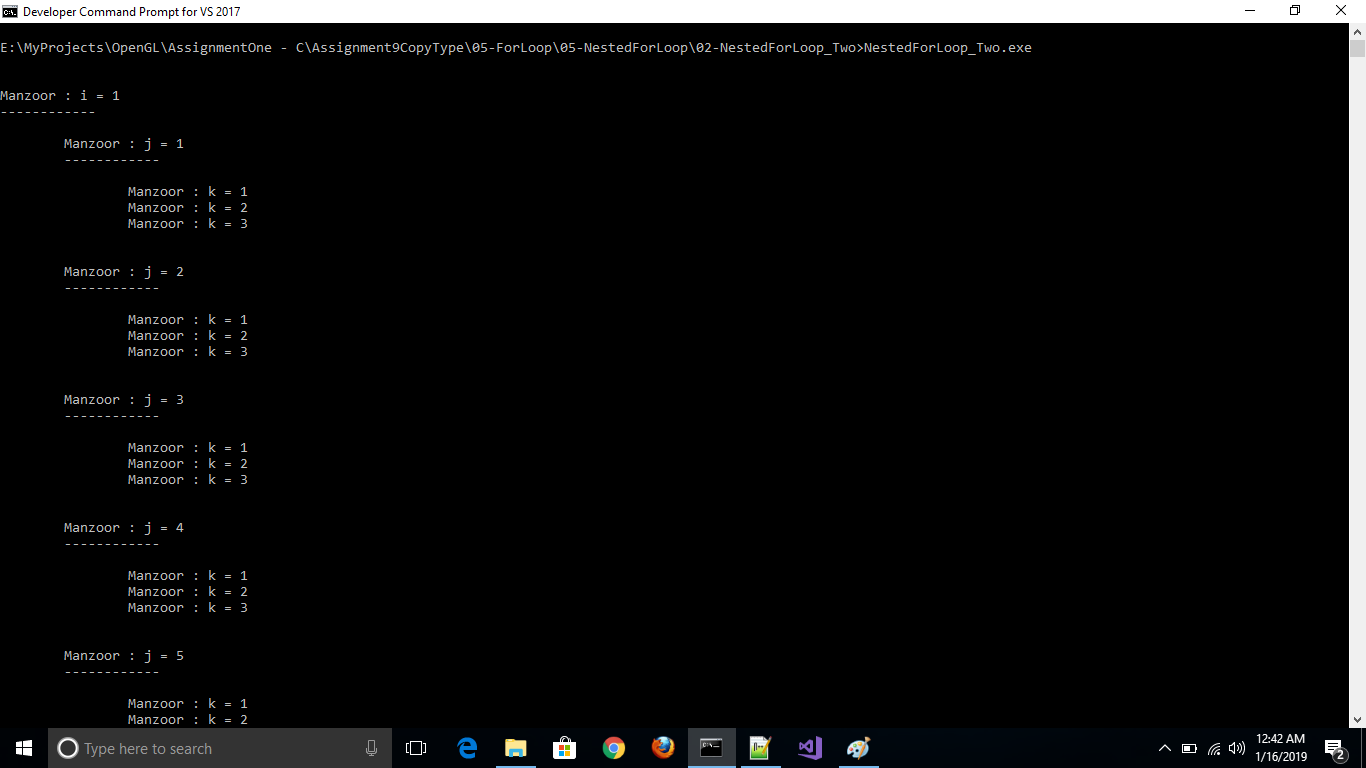 Developer Command Prompt for VS 2017
E:\MyProjects\OpenGL\AssignmentOne - C\Assignment9CopyType\05-ForLoop\05-NestedForLoop\02-NestedForLoop_Two>NestedForLoop_Two.exe
Manzoor : i = 1
------------
Manzoor : j = 1
------------
Manzoor : k = 1
Manzoor : k = 2
Manzoor : k = 3
Manzoor : j = 2
------------
Manzoor : k = 1
Manzoor : k = 2
Manzoor : k = 3
Manzoor : j = 3
------------
Manzoor : k = 1
Manzoor : k = 2
Manzoor : k = 3
Manzoor : j = 4
------------
Manzoor : k = 1
Manzoor : k = 2
Manzoor : k = 3
Manzoor : j = 5
------------
Manzoor : k = 1
Manzoor : k = 2
Type here to search
12:42 AM
1/16/2019
2